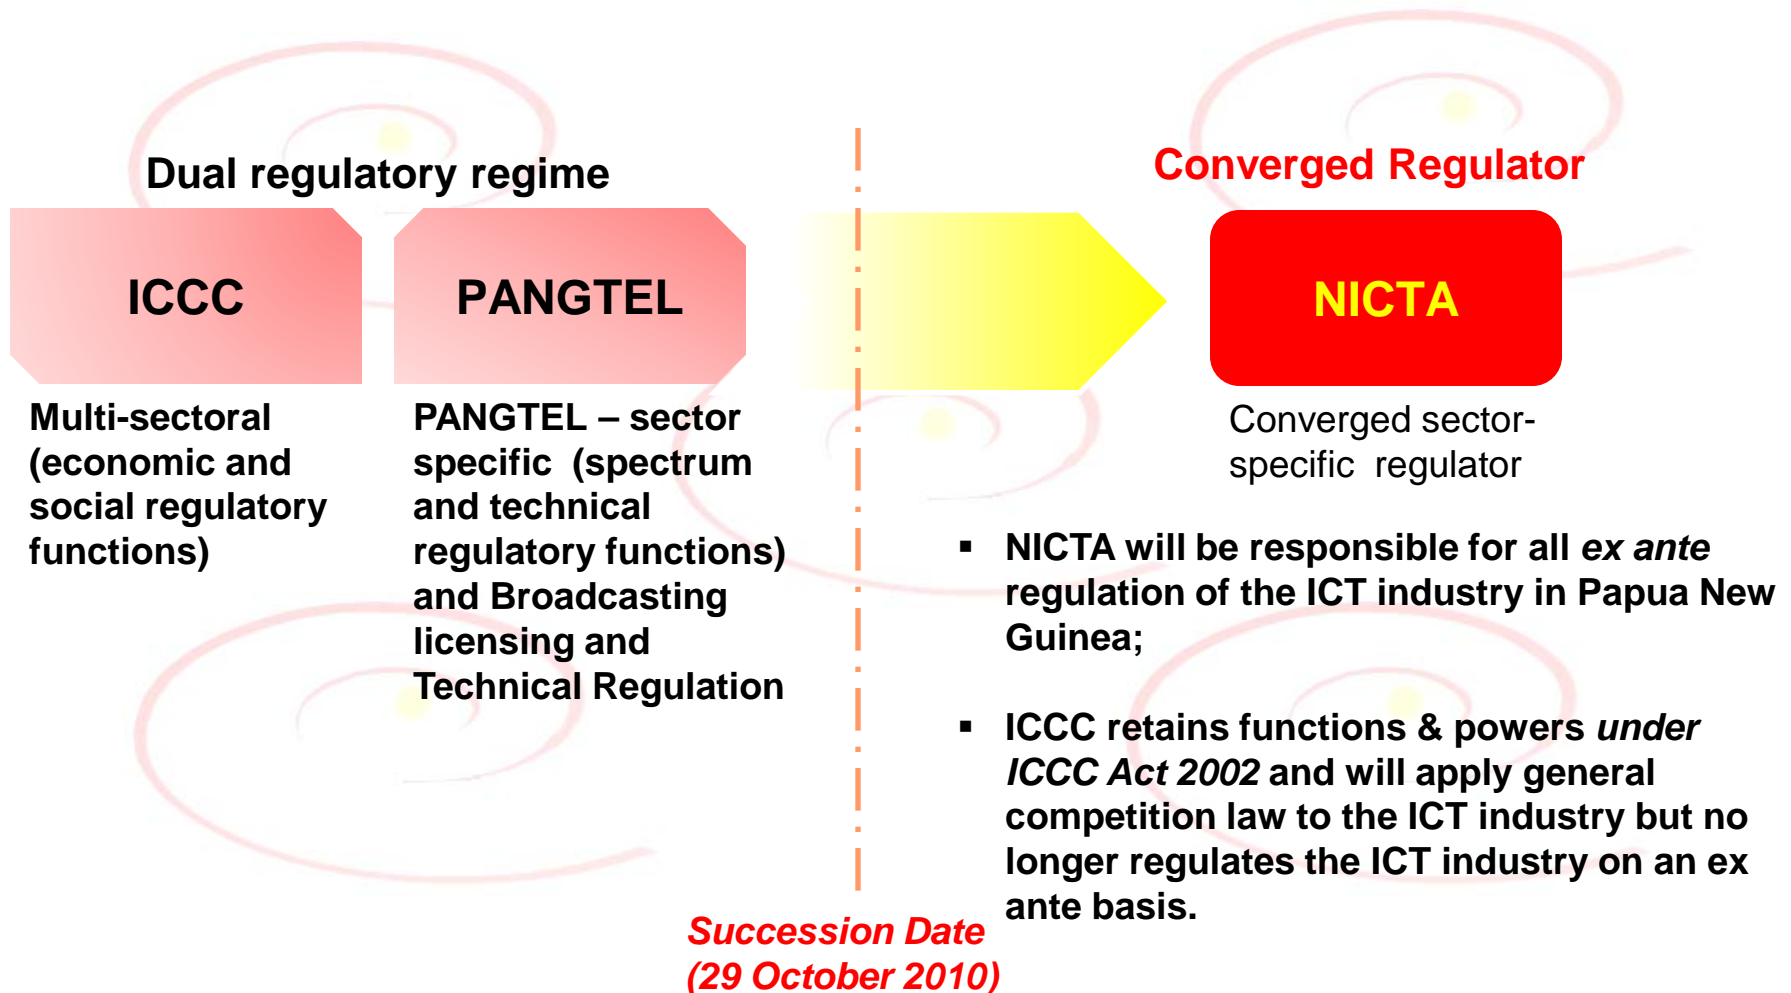 Dual regulatory regime
ICCC
PANGTEL
Multi-sectoral
(economic and
social regulatory
functions)
PANGTEL – sector
specific (spectrum
and technical
regulatory functions)
and Broadcasting
licensing and
Technical Regulation
Succession Date
(29 October 2010)
Converged Regulator
NICTA
Converged sector-
specific regulator
▪ NICTA will be responsible for all ex ante
regulation of the ICT industry in Papua New
Guinea;
▪ ICCC retains functions & powers under
ICCC Act 2002 and will apply general
competition law to the ICT industry but no
longer regulates the ICT industry on an ex
ante basis.